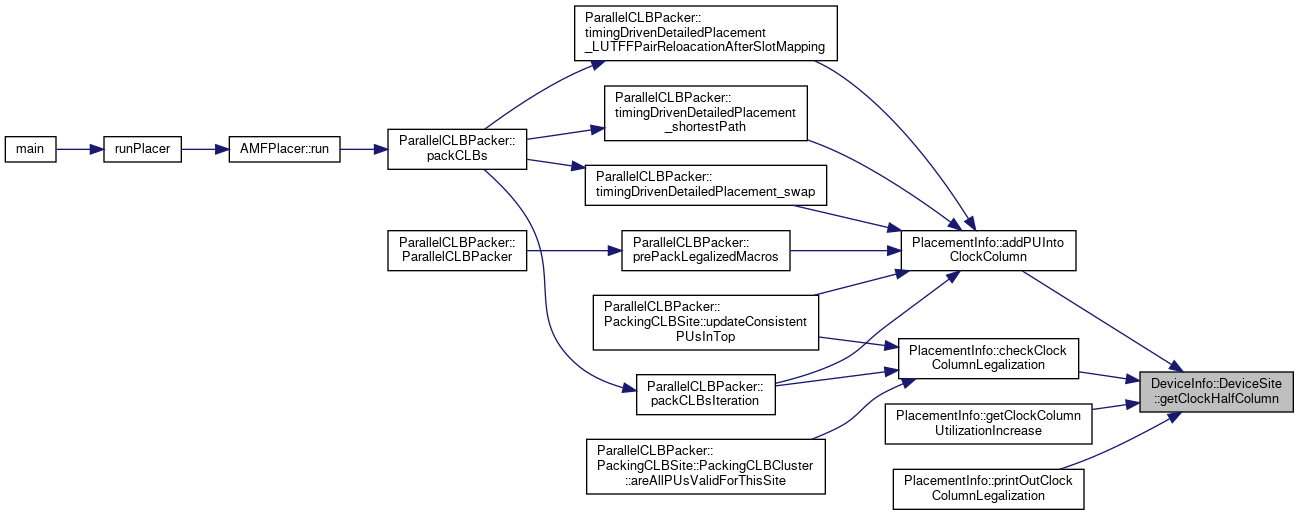 ParallelCLBPacker::
timingDrivenDetailedPlacement
_LUTFFPairReloacationAfterSlotMapping
ParallelCLBPacker::
timingDrivenDetailedPlacement
_shortestPath
main
runPlacer
AMFPlacer::run
ParallelCLBPacker::
packCLBs
ParallelCLBPacker::
timingDrivenDetailedPlacement_swap
ParallelCLBPacker::
ParallelCLBPacker
ParallelCLBPacker::
prePackLegalizedMacros
PlacementInfo::addPUInto
ClockColumn
ParallelCLBPacker::
PackingCLBSite::updateConsistent
PUsInTop
PlacementInfo::checkClock
ColumnLegalization
ParallelCLBPacker::
packCLBsIteration
DeviceInfo::DeviceSite
::getClockHalfColumn
PlacementInfo::getClockColumn
UtilizationIncrease
ParallelCLBPacker::
PackingCLBSite::PackingCLBCluster
::areAllPUsValidForThisSite
PlacementInfo::printOutClock
ColumnLegalization